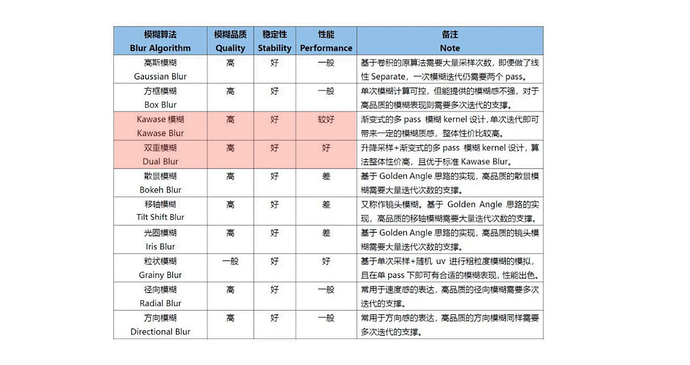 模糊算法 模糊品质 稳定性 性能 备注
Blur Algorithm Quality Stability Performance Note
高斯模糊 高 好 一般 基于卷积的原算法需要大量采样次数，即便做了线
Gaussian Blur 性 Separate，一次模糊迭代仍需要两个 pass。
方框模糊 高 好 一般 单次模糊计算可控，但能提供的模糊感不强，对于
Box Blur 高品质的模糊表现则需要多次迭代的支撑。
Kawase 模糊 高 好 较好 渐变式的多 pass 模糊 kernel 设计，单次迭代即可
Kawase Blur 带来一定的模糊质感，整体性价比较高。
双重模糊 高 好 好 升降采样+渐变式的多 pass 模糊 kernel 设计，算
Dual Blur 法整体性价高，且优于标准 Kawase Blur。
散景模糊 高 好 差 基于 Golden Angle 思路的实现，高品质的散景模
Bokeh Blur 糊需要大量迭代次数的支撑。
移轴模糊 高 好 差 又称作镜头模糊。基于 Golden Angle 思路的实
Tilt Shift Blur 现，高品质的移轴模糊需要大量迭代次数的支撑。
光圈模糊 高 好 差 基于 Golden Angle 思路的实现，高品质的镜头模
Iris Blur 糊需要大量迭代次数的支撑。
粒状模糊 一般 好 好 基于单次采样+随机 uv 进行粗粒度模糊的模拟，
Grainy Blur 且在单 pass 下即可有合适的模糊表现，性能出色。
径向模糊 高 好 一般 常用于速度感的表达，高品质的径向模糊需要多次
Radial Blur 迭代的支撑。
方向模糊 高 好 一般 常用于方向感的表达，高品质的方向模糊同样需要
Directional Blur 多次迭代的支撑。